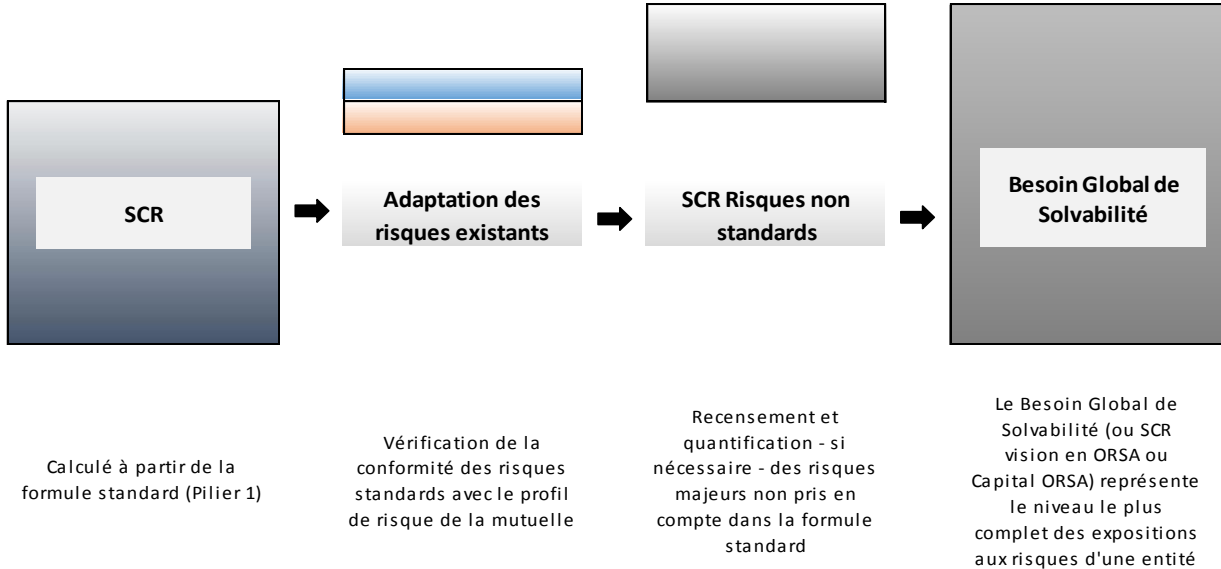 SCR
Adaptation des
risques existants
SCR Risques non
standards
Besoin Global de
Solvabilité
Calculé à partir de la
formule standard (Pilier 1)
Vérification de la
conformité des risques
standards avec le profil
de risque de la mutuelle
Recensement et
quantification - si
nécessaire - des risques
majeurs non pris en
compte dans la formule
standard
Le Besoin Global de
Solvabilité (ou SCR
vision en ORSA ou
Capital ORSA) représente
le niveau le plus
complet des expositions
aux risques d'une entité